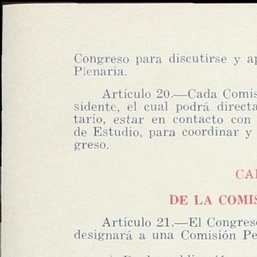 Congreso para discutirse y ap
Plenaria.
Artículo 20.—Cada Comis
sidente, el cual podrá directa
tario, estar en contacto con
de Estudio, para coordinar y
greso.
CA
DE LA COMIS
Artículo 21.—El Congreso
designará a una Comisión Pe